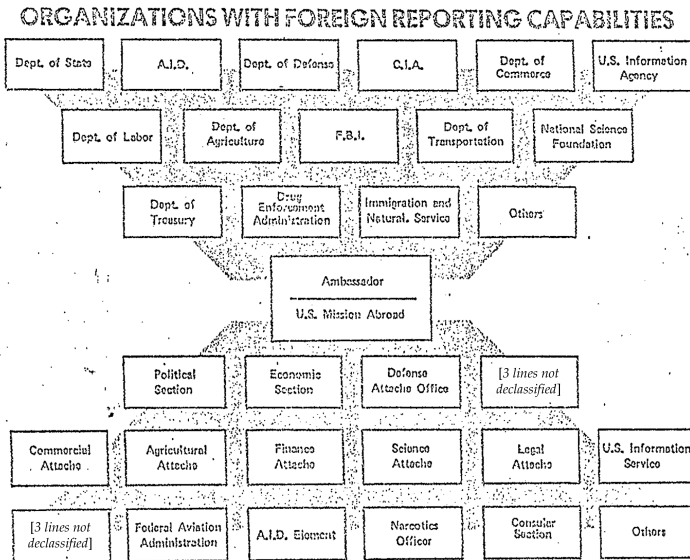 ORGANIZATIONS WITH FOREIGN REPORTING CAPABILITIES
Dept. of State
A.I.D.
Dept. of Defense
C.I.A.
Dept. of
Commerce
U.S. Information
Agency
Dept. of Labor
Dept. of
Agriculture
F.B.I.
Dept. of
Transportation
National Science
Foundation
Dept. of
Treasury
Drug
Enforcement
Administration
Immigration and
Natural. Service
Others
Ambassador
U.S. Mission Abroad
Political
Section
Economic
Section
Defense
Attache Office
[3 lines not
declassified]
Commercial
Attache
Agricultural
Attache
Finance
Attache
Science
Attache
Legal
Attache
U.S. Information
Service
[3 lines not
declassified]
Federal Aviation
Administration
A.I.D. Element
Narcotics
Officer
Consular
Section
Others